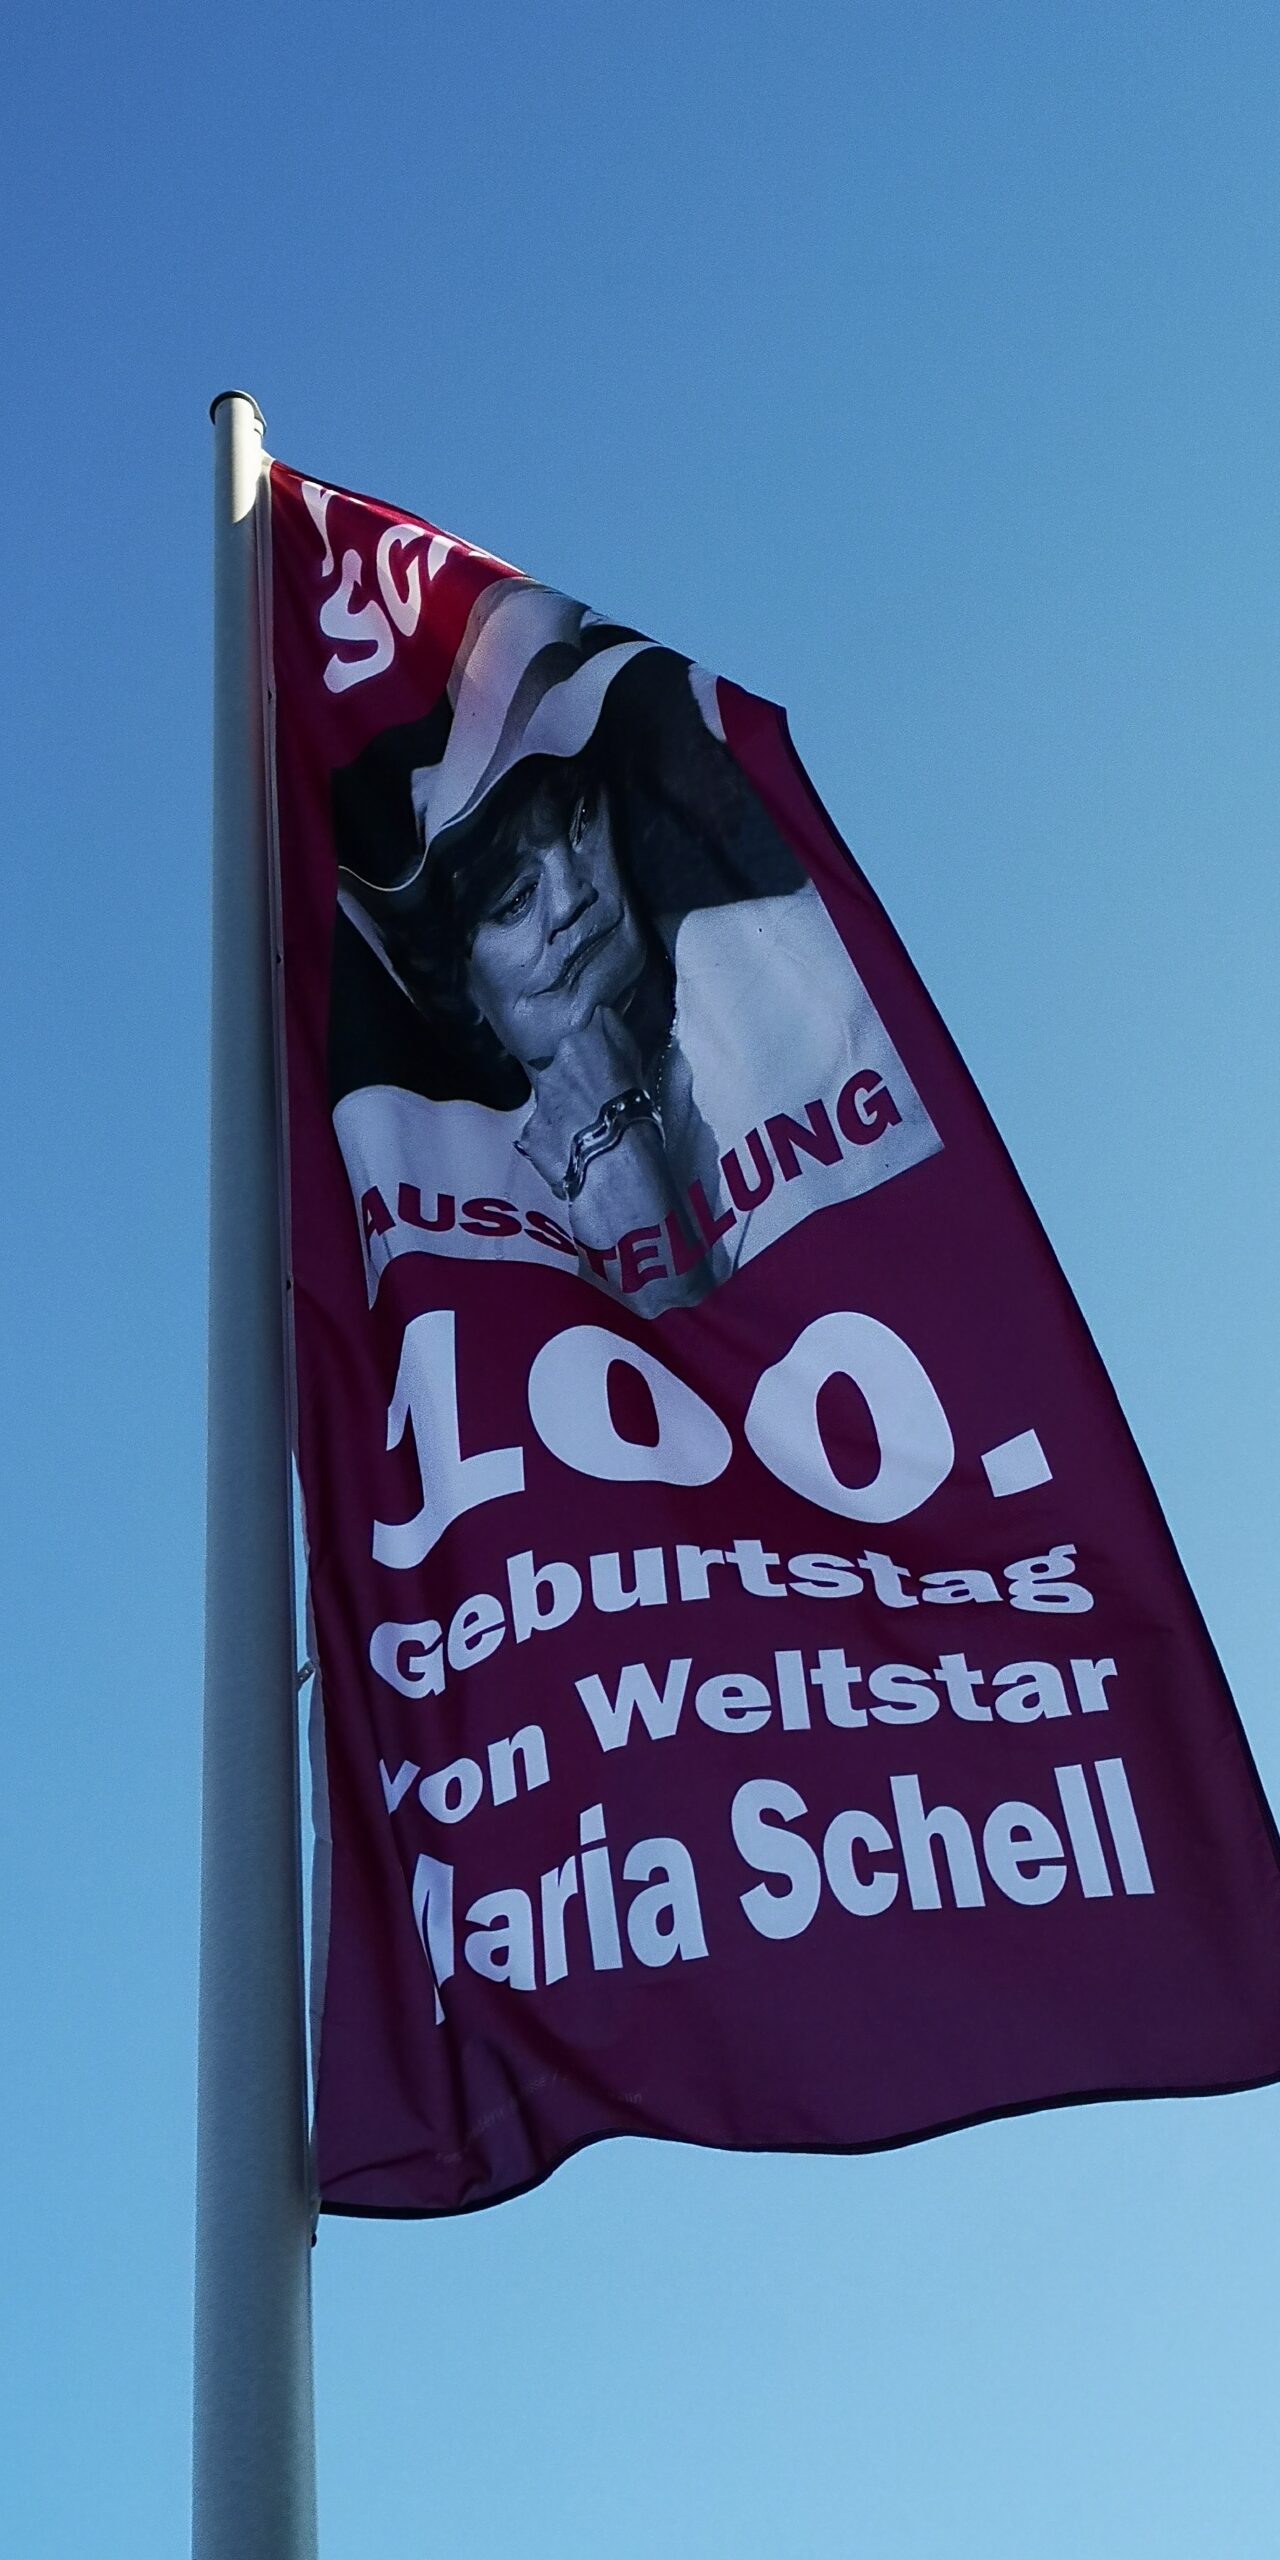 AUSSTELLUNG
100.
Geburtstag
von Weltstar
Maria Schell